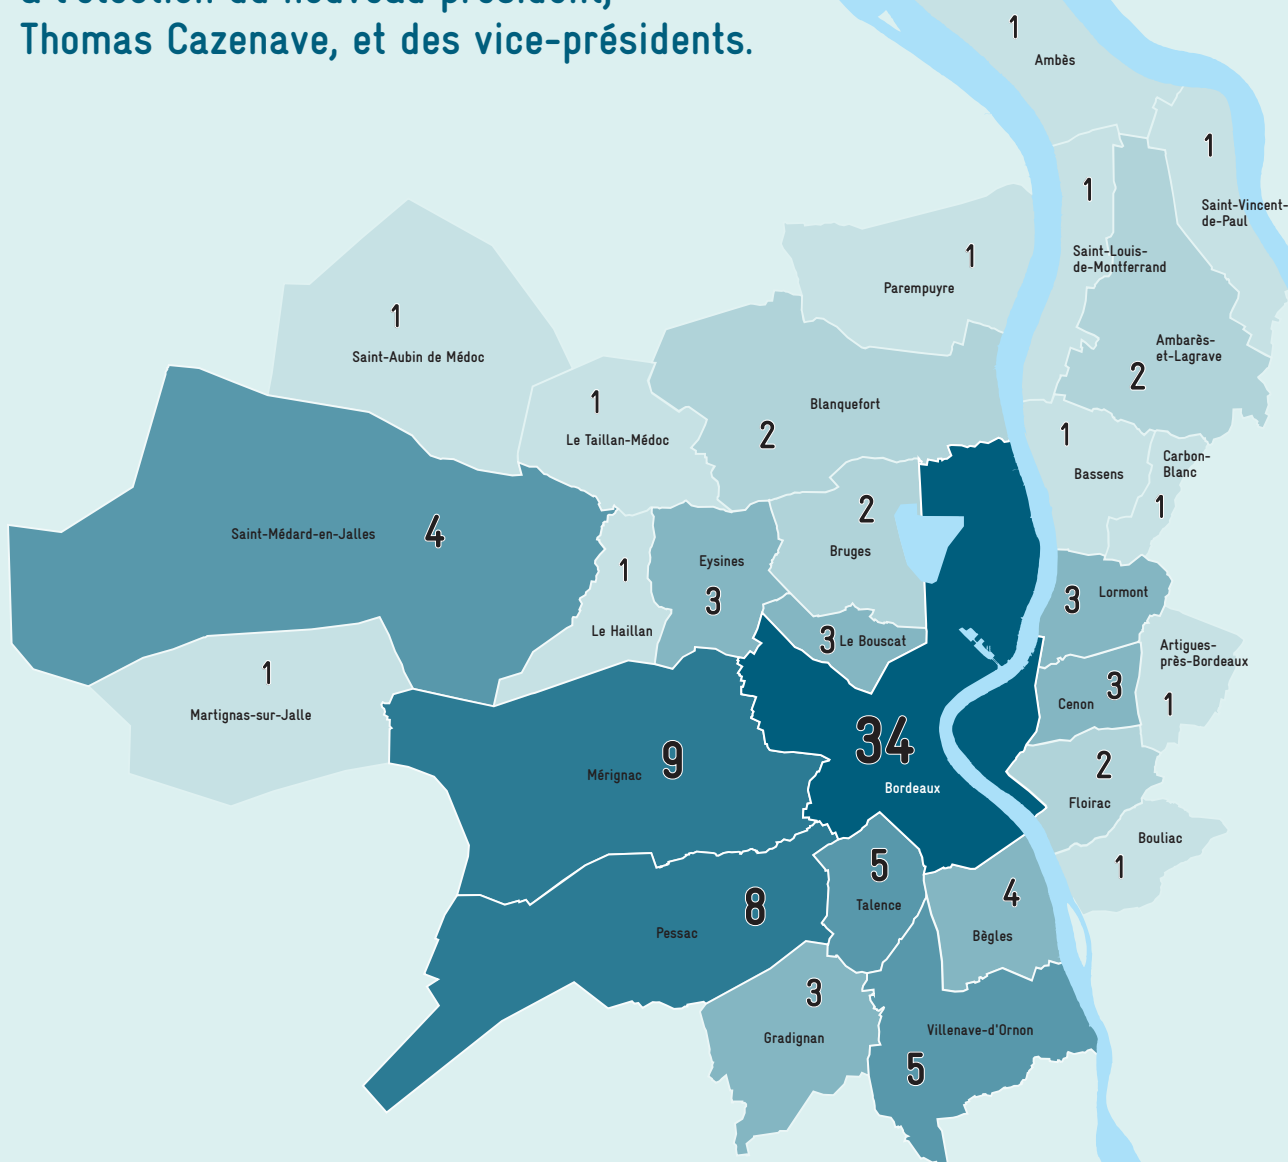 Thomas Cazenave, et des vice-présidents.
1
Ambès
1
Saint-Vincent-
de-Paul
1
Saint-Louis-
de-Montferrand
1
Parempuyre
1
Saint-Aubin de Médoc
Ambarès-
et-Lagrave
2
1
Le Taillan-Médoc
Blanquefort
2
1
Bassens
Carbon-
Blanc
1
Saint-Médard-en-Jalles
4
2
Bruges
1
Le Haillan
Eysines
3
3
Le Bouscat
3
Lormont
Artigues-
près-Bordeaux
1
Cenon
3
1
Martignas-sur-Jalle
Mérignac
9
34
Bordeaux
2
Floirac
Bouliac
1
5
Talence
4
Bègles
Pessac
8
3
Gradignan
Villenave-d'Ornon
5